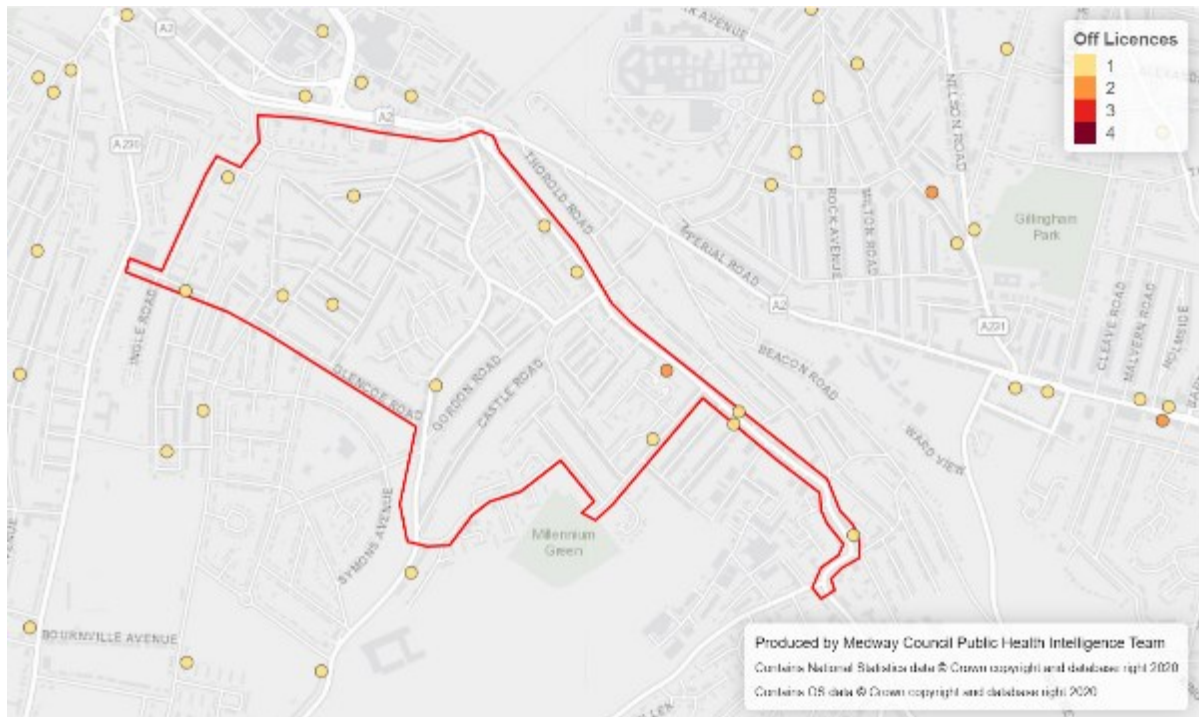 A2
AVENUE
Off Licences
1
2
3
4
A230
A2
NELSON ROAD
THOROLD ROAD
ROCK AVENUE
MILTON ROAD
Gillingham
Park
IMPERIAL ROAD
A2
A231
INGLE ROAD
CLEAVE ROAD
MALVERN ROAD
HOLMSIDE
BEACON ROAD
GLENCOE ROAD
GORDON ROAD
CASTLE ROAD
WARD VIEW
SYMONS AVENUE
Millennium
Green
BOURNVILLE AVENUE
Produced by Medway Council Public Health Intelligence Team
Contains National Statistics data © Crown copyright and database right 2020
Contains OS data © Crown copyright and database right 2020